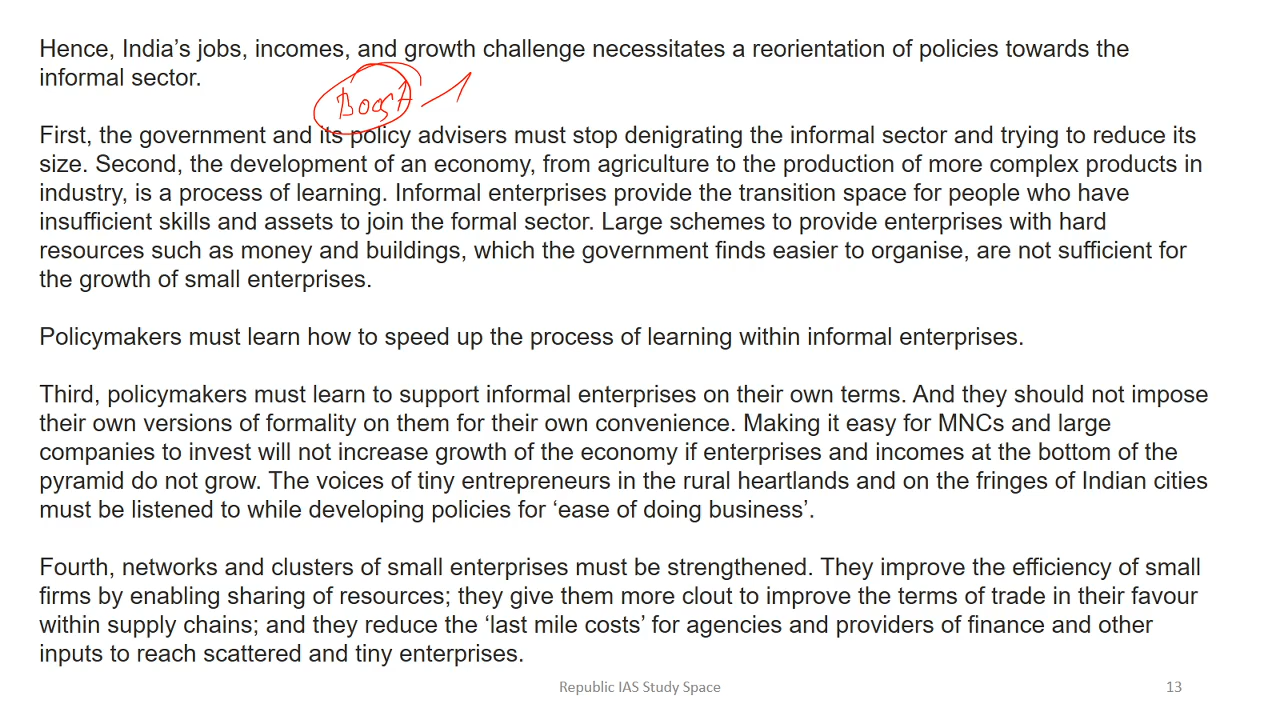 Hence, India’s jobs, incomes, and growth challenge necessitates a reorientation of policies towards the
informal sector.
Boost
First, the government and its policy advisers must stop denigrating the informal sector and trying to reduce its
size. Second, the development of an economy, from agriculture to the production of more complex products in
industry, is a process of learning. Informal enterprises provide the transition space for people who have
insufficient skills and assets to join the formal sector. Large schemes to provide enterprises with hard
resources such as money and buildings, which the government finds easier to organise, are not sufficient for
the growth of small enterprises.
Policymakers must learn how to speed up the process of learning within informal enterprises.
Third, policymakers must learn to support informal enterprises on their own terms. And they should not impose
their own versions of formality on them for their own convenience. Making it easy for MNCs and large
companies to invest will not increase growth of the economy if enterprises and incomes at the bottom of the
pyramid do not grow. The voices of tiny entrepreneurs in the rural heartlands and on the fringes of Indian cities
must be listened to while developing policies for ‘ease of doing business’.
Fourth, networks and clusters of small enterprises must be strengthened. They improve the efficiency of small
firms by enabling sharing of resources; they give them more clout to improve the terms of trade in their favour
within supply chains; and they reduce the ‘last mile costs’ for agencies and providers of finance and other
inputs to reach scattered and tiny enterprises.
Republic IAS Study Space
13